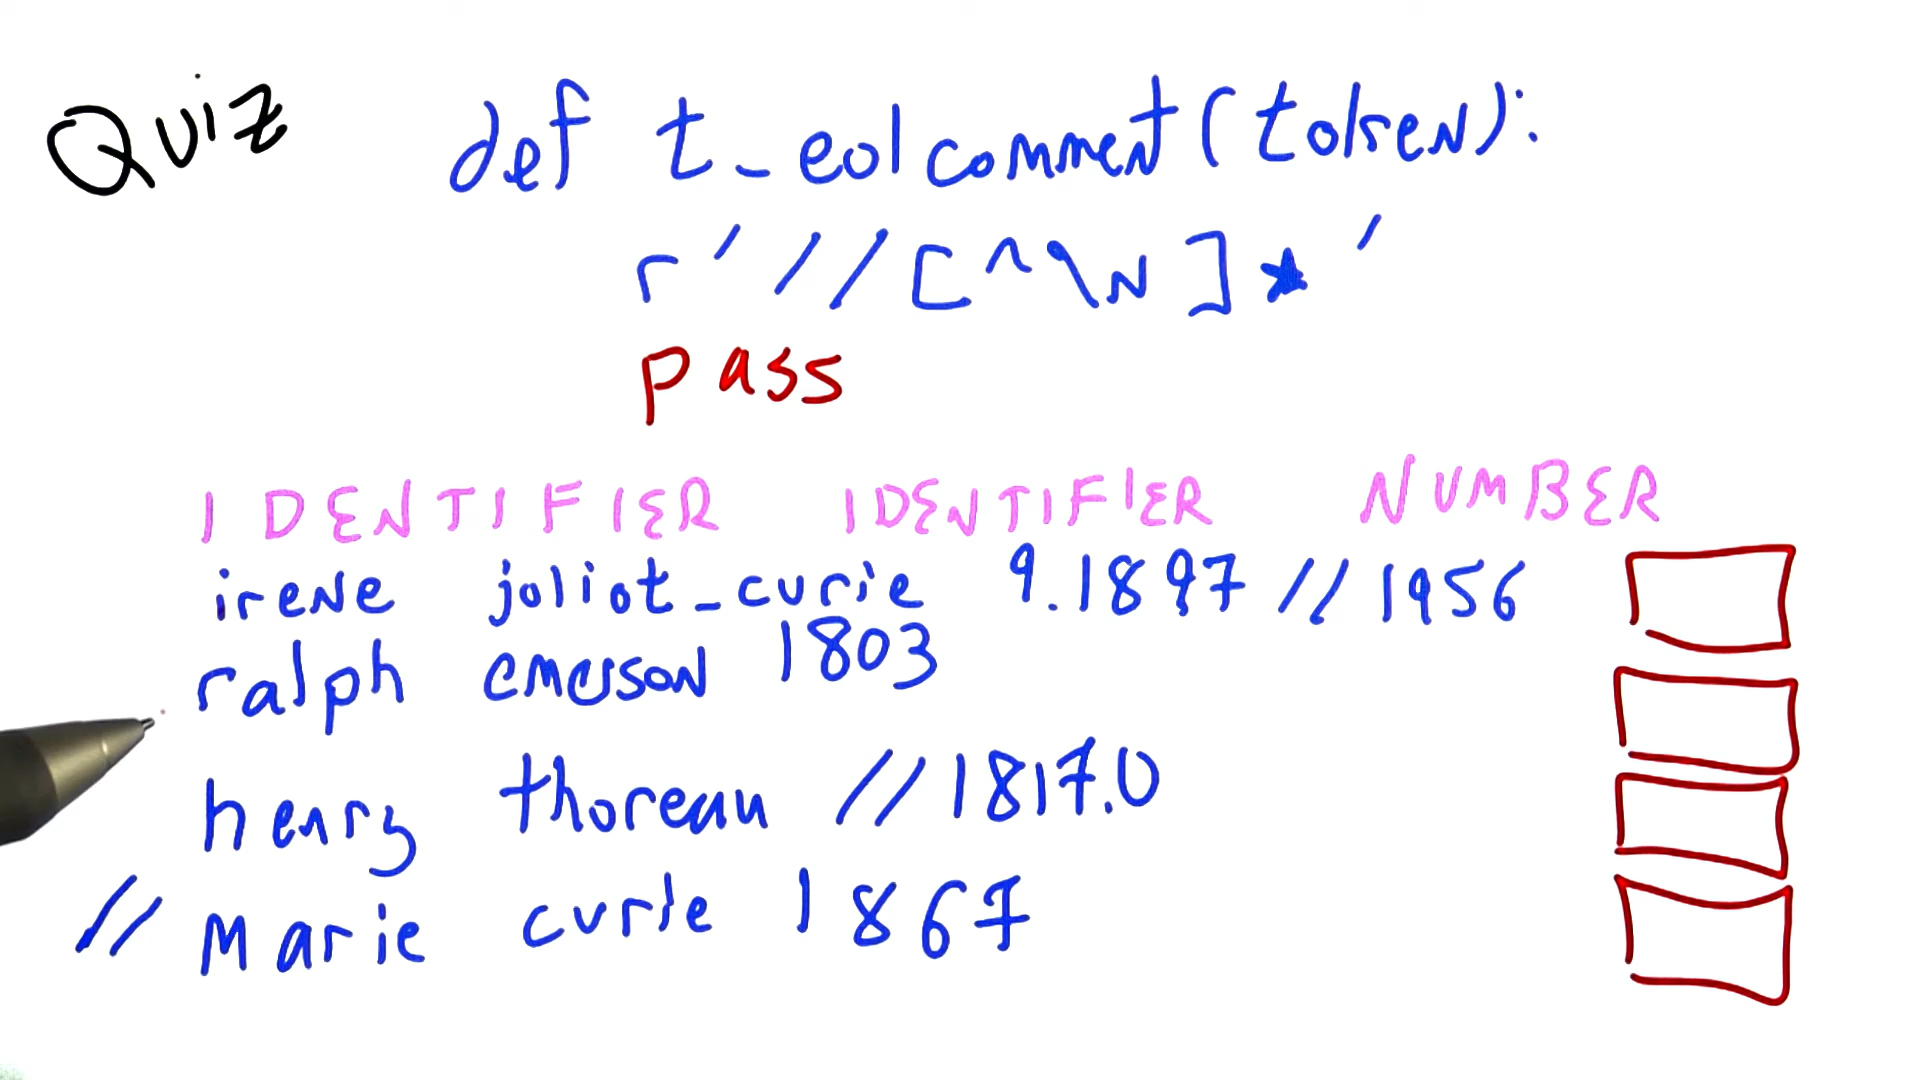 Quiz
def t_eolcomment(token):
r'//[^\n]*'
pass
IDENTIFIER IDENTIFIER NUMBER
irene joliot_curie 9.1897 //1956
ralph emerson 1803
henry thoreau //1817.0
// Marie curie 1867